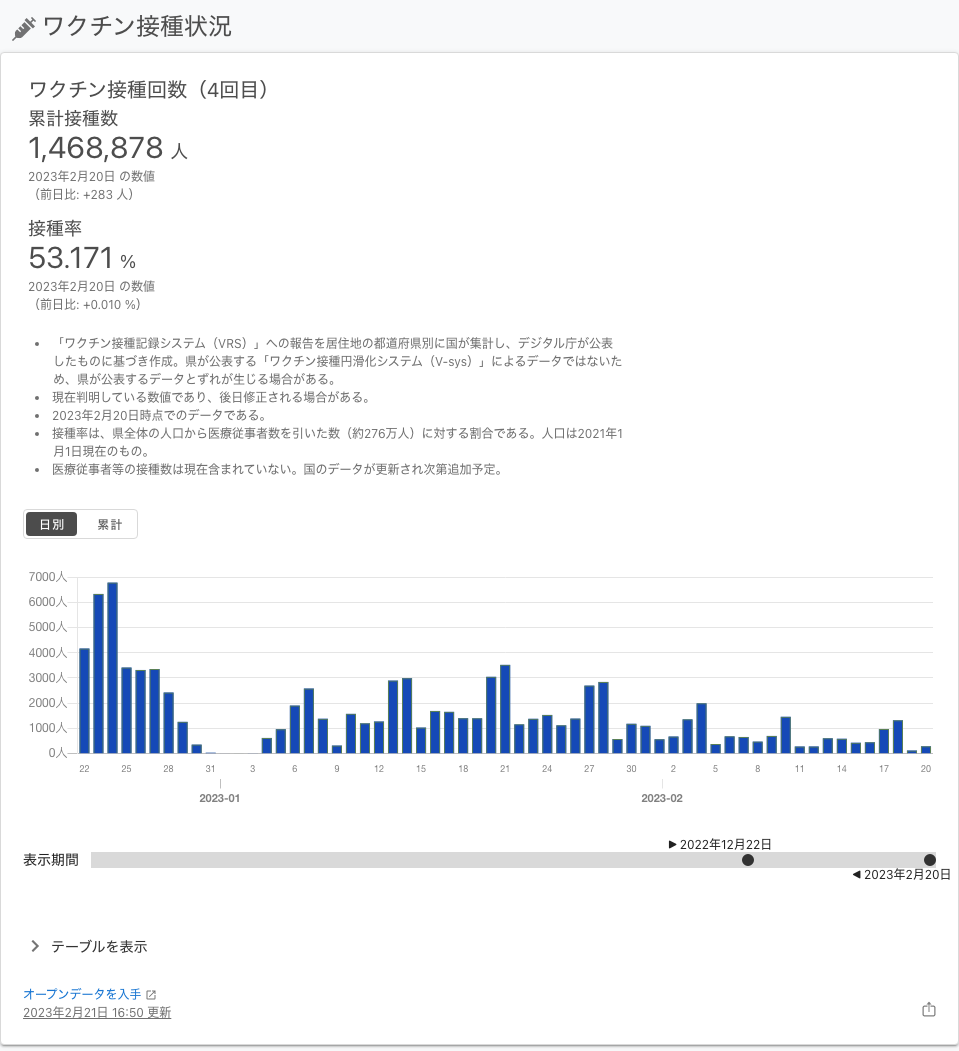 ワクチン接種状況
ワクチン接種回数（4回目）
累計接種数
1,468,878 人
2023年2月20日 の数値
（前日比: +283 人）
接種率
53.171 %
2023年2月20日 の数値
（前日比: +0.010 %）
• 「ワクチン接種記録システム（VRS）」への報告を居住地の都道府県別に国が集計し、デジタル庁が公表
したものに基づき作成。県が公表する「ワクチン接種円滑化システム（V-sys）」によるデータではないた
め、県が公表するデータとずれが生じる場合がある。
• 現在判明している数値であり、後日修正される場合がある。
• 2023年2月20日時点でのデータである。
• 接種率は、県全体の人口から医療従事者数を引いた数（約276万人）に対する割合である。人口は2021年1
月1日現在のもの。
• 医療従事者等の接種数は現在含まれていない。国のデータが更新され次第追加予定。
日別 累計
7000人
6000人
5000人
4000人
3000人
2000人
1000人
0人
22 25 28 31 3 6 9 12 15 18 21 24 27 30 2 5 8 11 14 17 20
2023-01 2023-02
▶ 2022年12月22日
表示期間
◀ 2023年2月20日
テーブルを表示
オープンデータを入手
2023年2月21日 16:50 更新